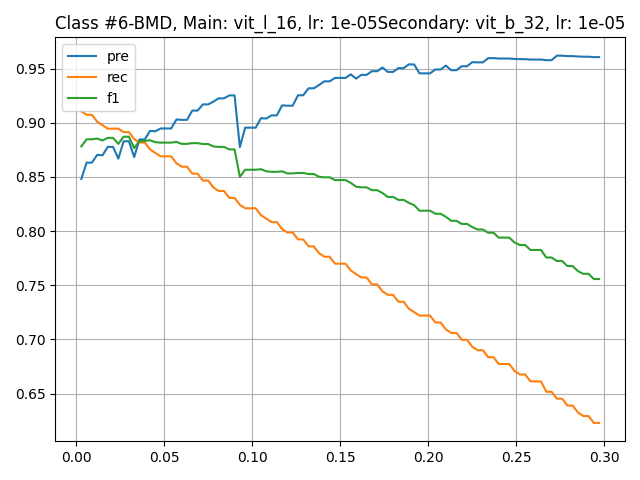 Class #6-BMD, Main: vit_l_16, lr: 1e-05Secondary: vit_b_32, lr: 1e-05
pre
rec
f1
0.95
0.90
0.85
0.80
0.75
0.70
0.65
0.00 0.05 0.10 0.15 0.20 0.25 0.30